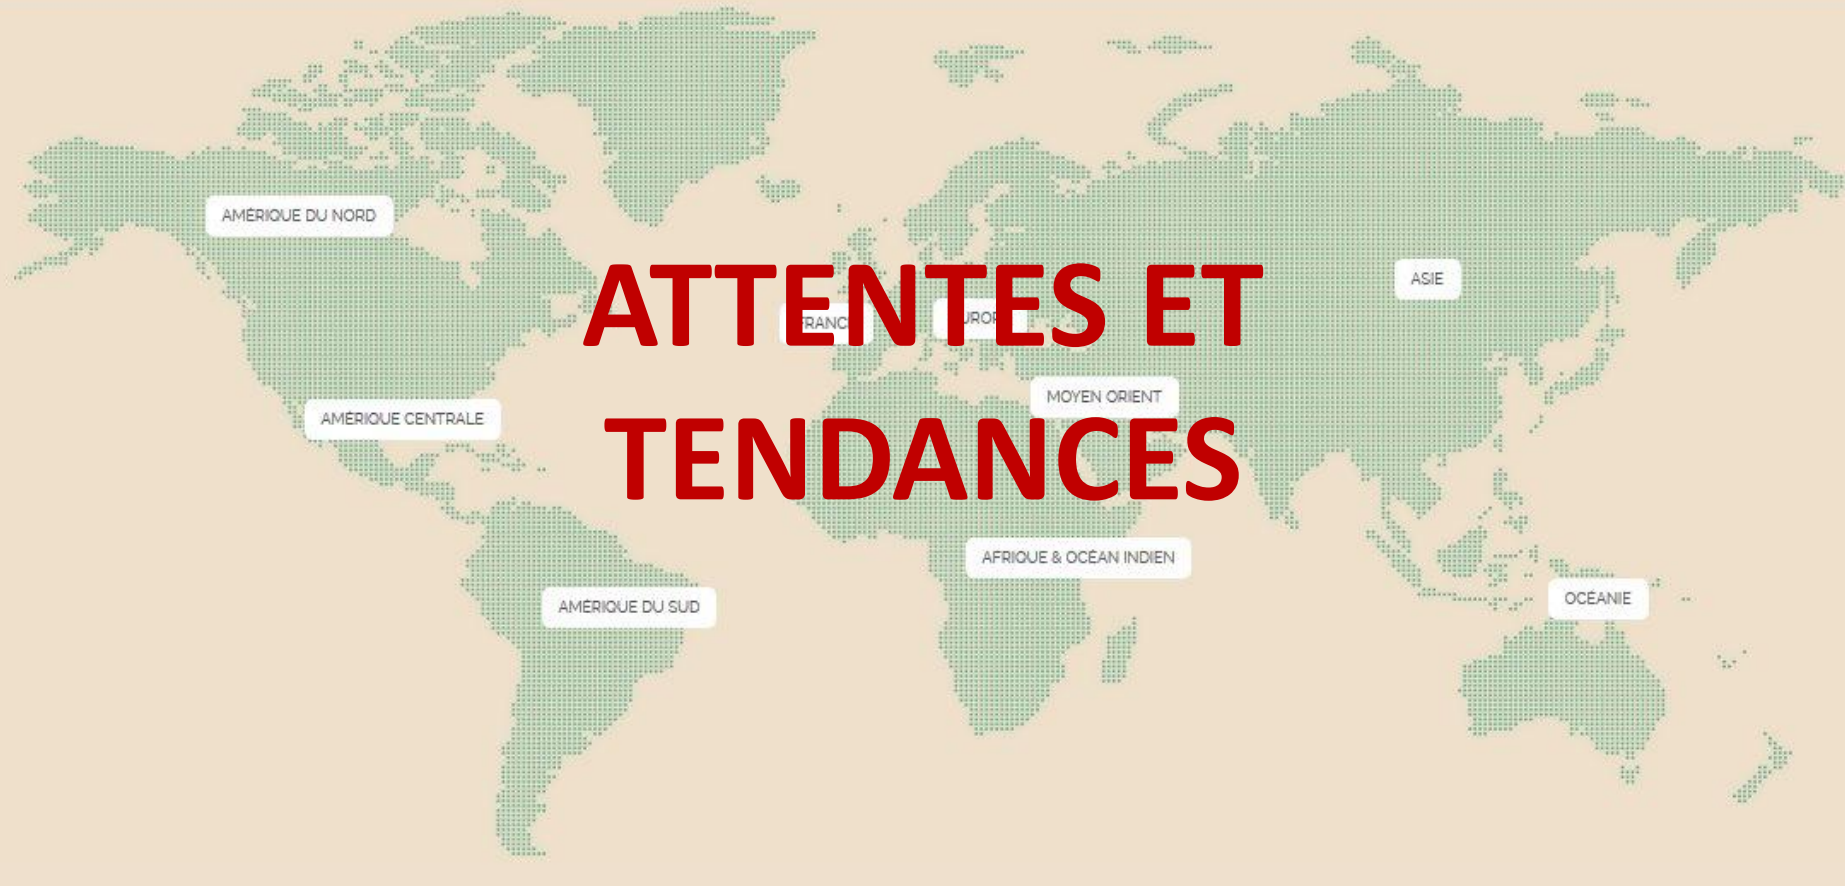 AMÉRIQUE DU NORD
ATTENTES ET
ASIE
MOYEN ORIENT
AMÉRIQUE CENTRALE
TENDANCES
AFRIQUE & OCÉAN INDIEN
OCÉANIE
AMÉRIQUE DU SUD